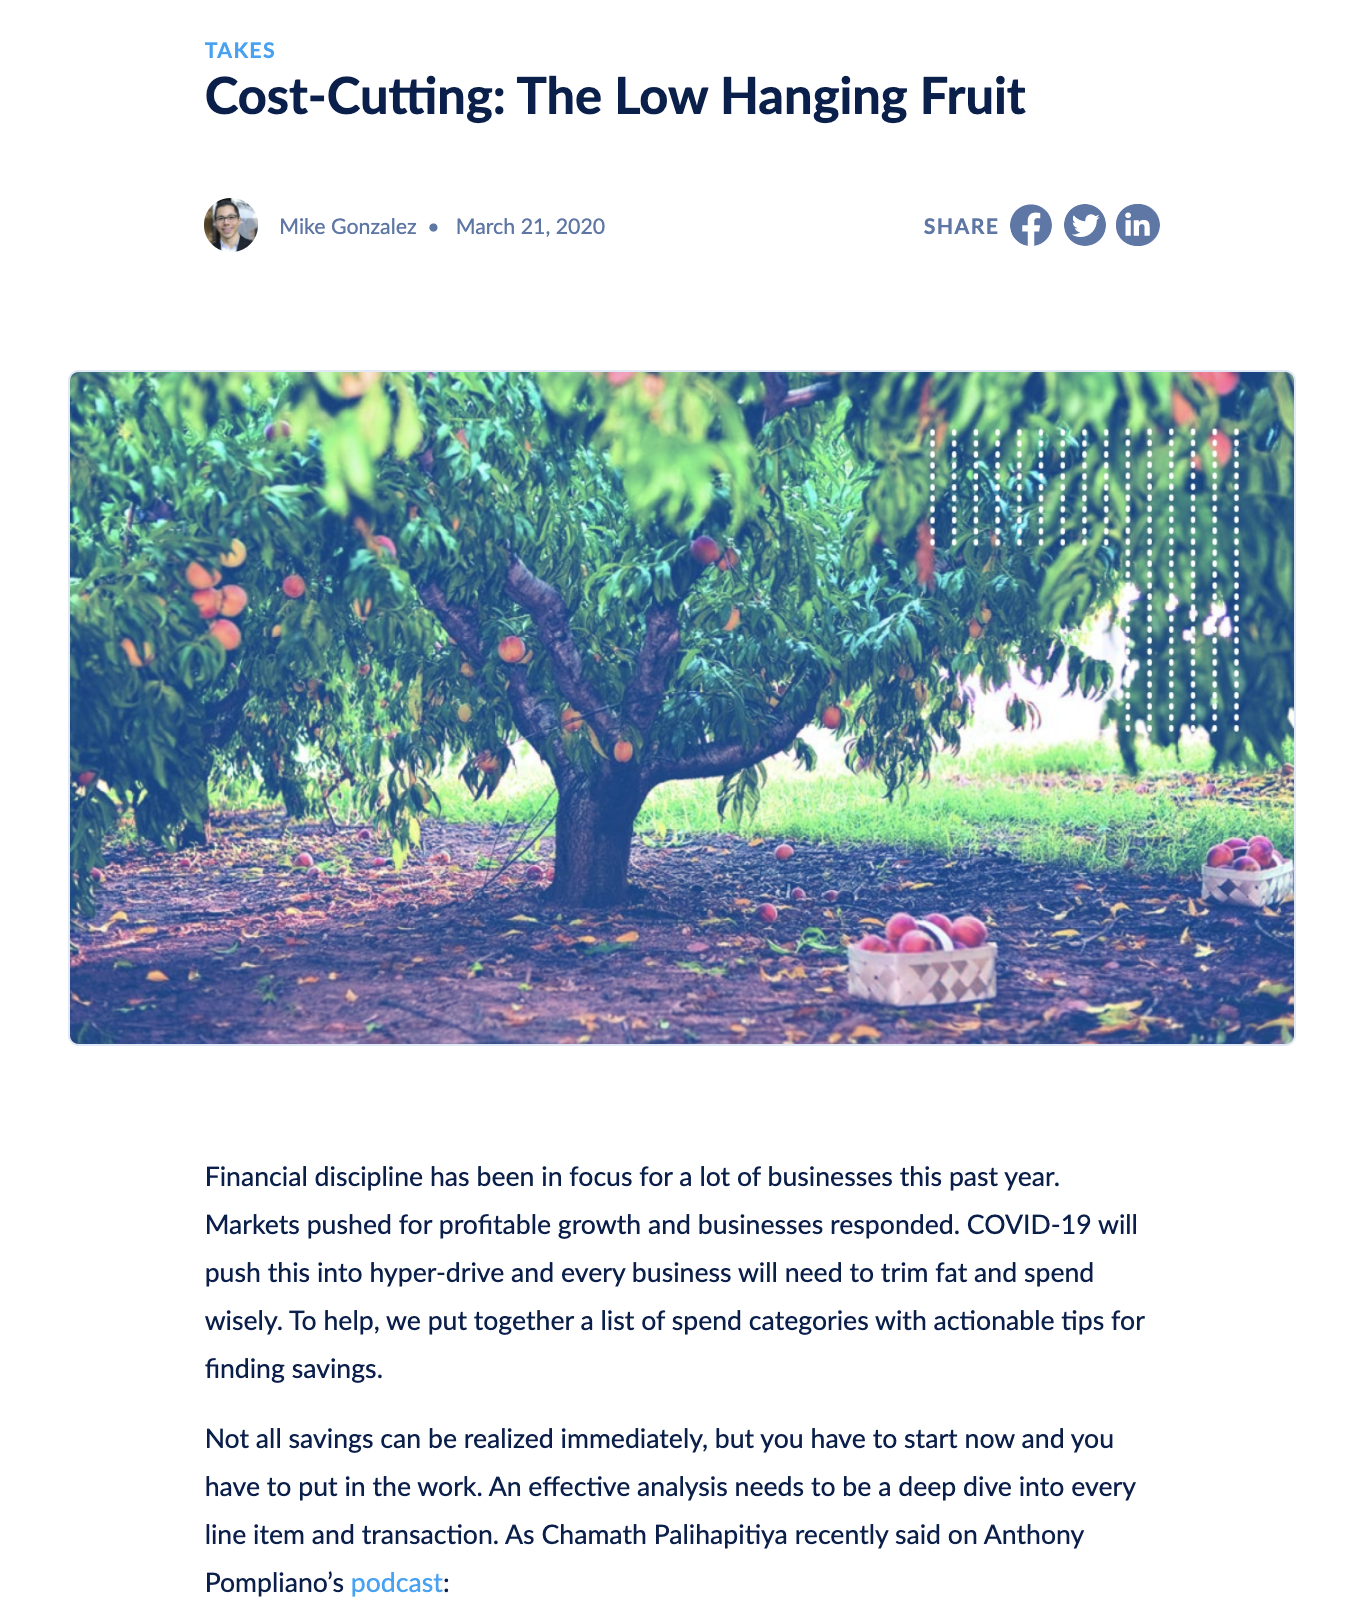 TAKES
Cost-Cutting: The Low Hanging Fruit
Mike Gonzalez • March 21, 2020
SHARE
Financial discipline has been in focus for a lot of businesses this past year.
Markets pushed for profitable growth and businesses responded. COVID-19 will
push this into hyper-drive and every business will need to trim fat and spend
wisely. To help, we put together a list of spend categories with actionable tips for
finding savings.
Not all savings can be realized immediately, but you have to start now and you
have to put in the work. An effective analysis needs to be a deep dive into every
line item and transaction. As Chamath Palihapitiya recently said on Anthony
Pompliano’s podcast: